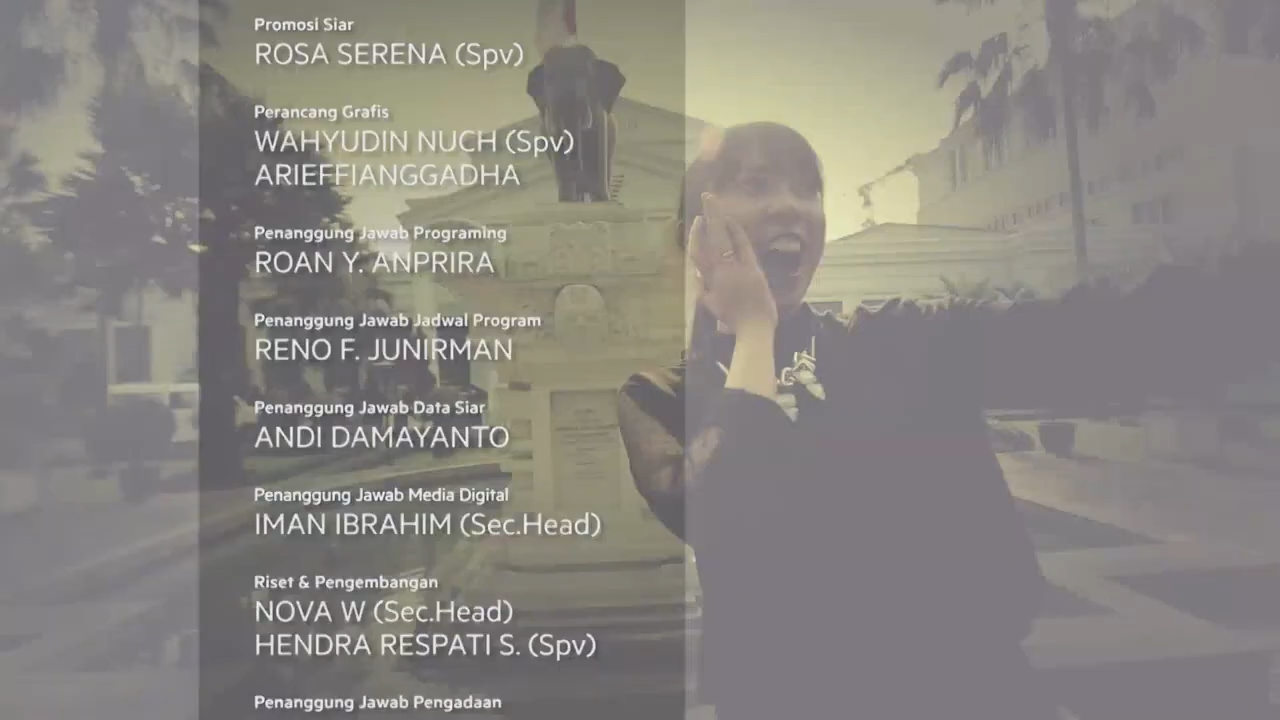 Promosi Siar
ROSA SERENA (Spv)
Perancang Grafis
WAHYUDIN NUCH (Spv)
ARIEFFIANGGADHA
Penanggung Jawab Programing
ROAN Y. ANPRIRA
Penanggung Jawab Jadwal Program
RENO F. JUNIRMAN
Penanggung Jawab Data Siar
ANDI DAMAYANTO
Penanggung Jawab Media Digital
IMAN IBRAHIM (Sec.Head)
Riset & Pengembangan
NOVA W (Sec.Head)
HENDRA RESPATI S. (Spv)
Penanggung Jawab Pengadaan